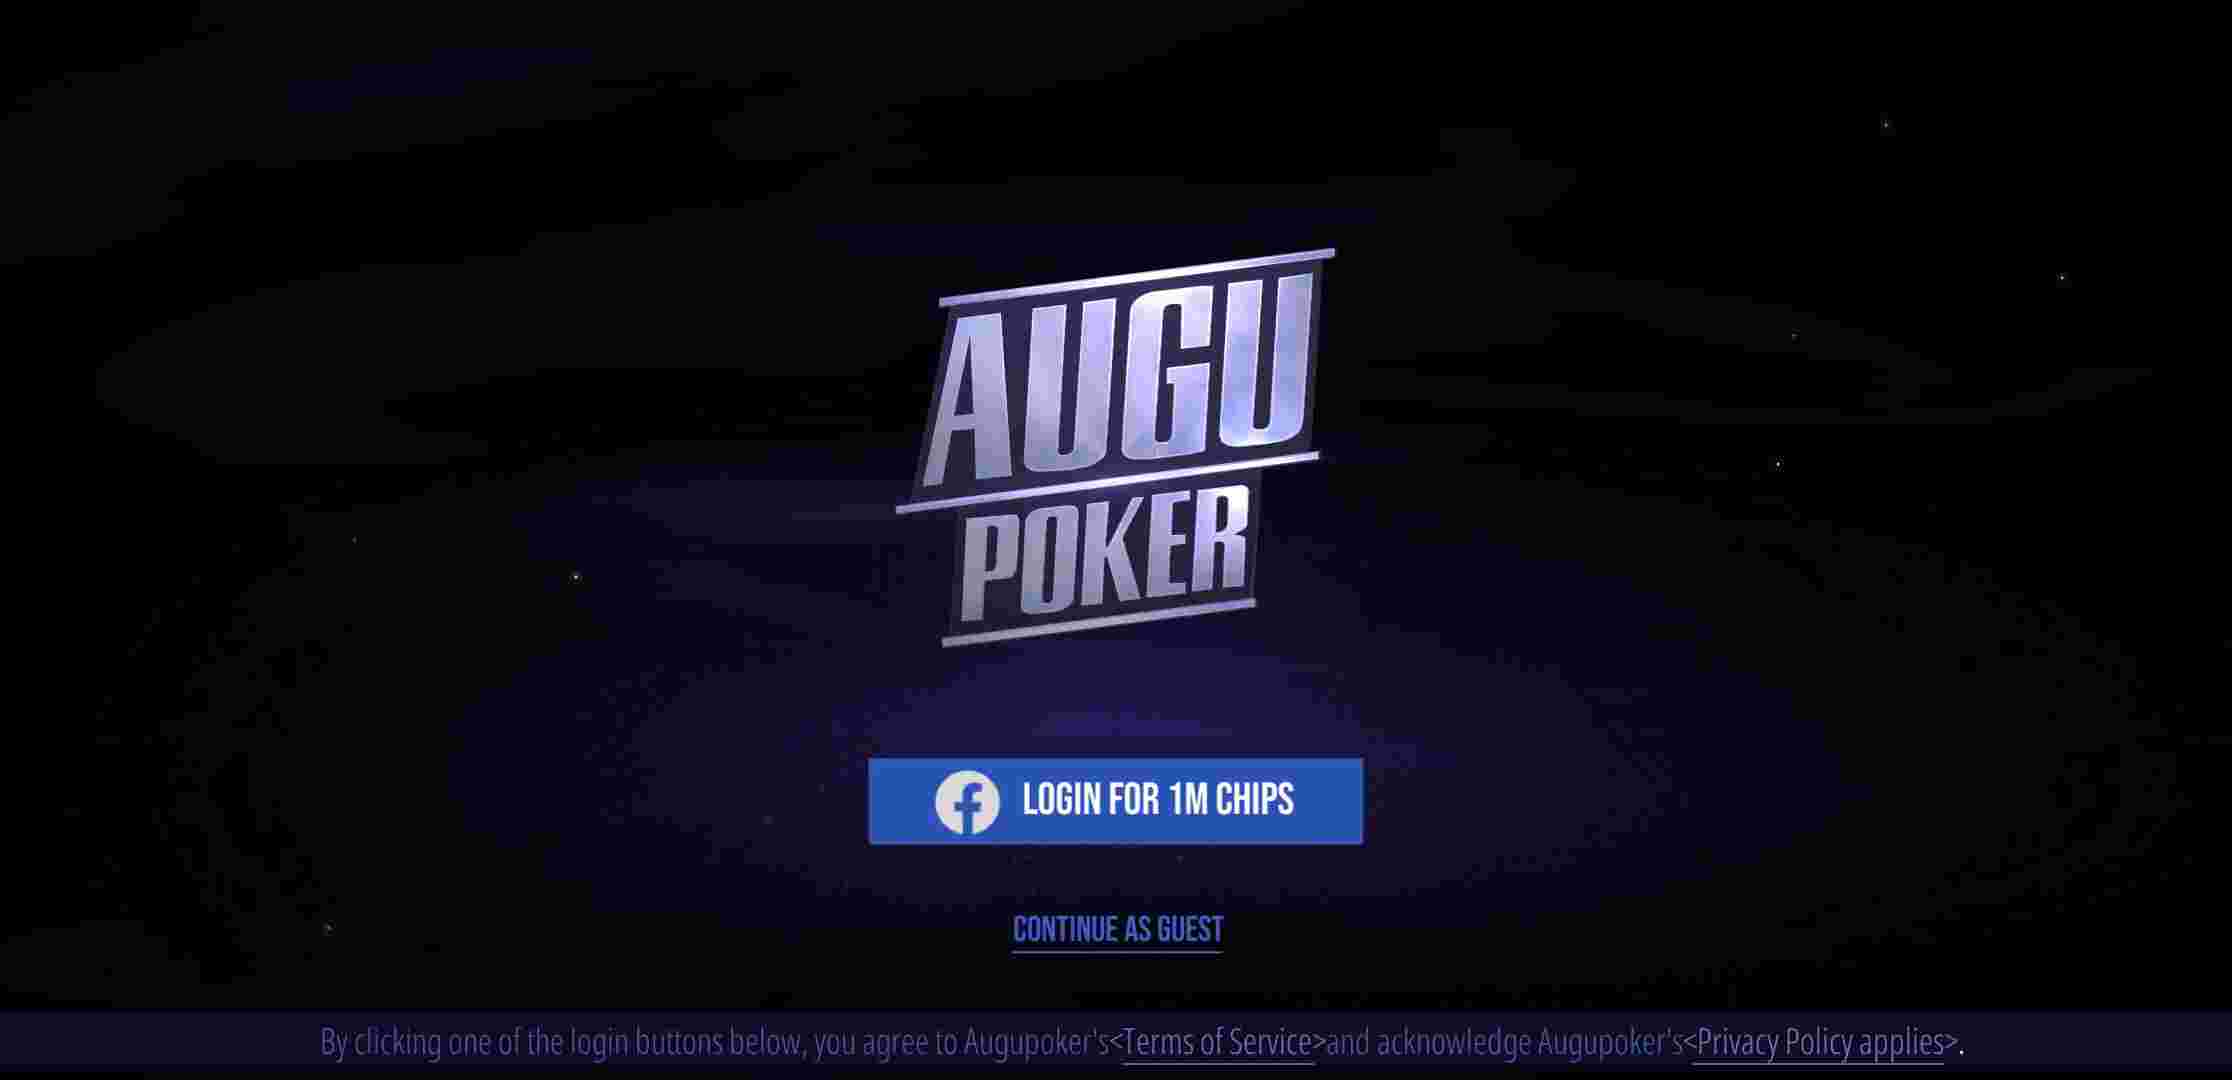 AUGU
POKER
LOGIN FOR 1M CHIPS
CONTINUE AS GUEST
By clicking one of the login buttons below, you agree to Augupoker's<Terms of Service>and acknowledge Augupoker's<Privacy Policy applies>.